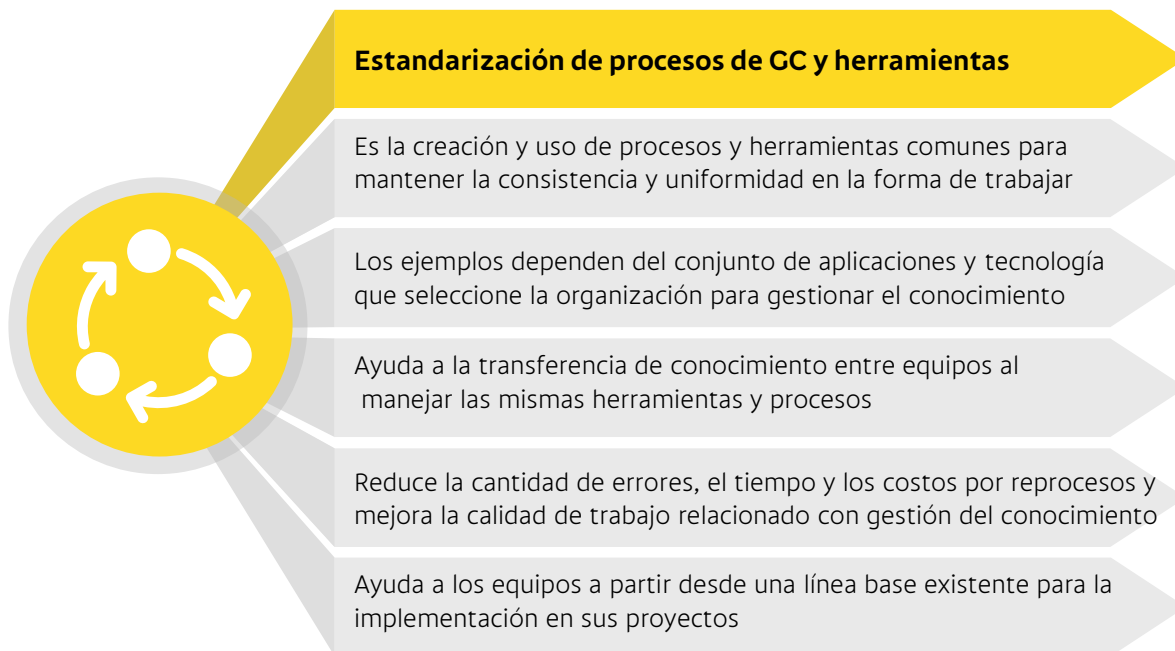 Estandarización de procesos de GC y herramientas
Es la creación y uso de procesos y herramientas comunes para
mantener la consistencia y uniformidad en la forma de trabajar
Los ejemplos dependen del conjunto de aplicaciones y tecnología
que seleccione la organización para gestionar el conocimiento
Ayuda a la transferencia de conocimiento entre equipos al
manejar las mismas herramientas y procesos
Reduce la cantidad de errores, el tiempo y los costos por reprocesos y
mejora la calidad de trabajo relacionado con gestión del conocimiento
Ayuda a los equipos a partir desde una línea base existente para la
implementación en sus proyectos